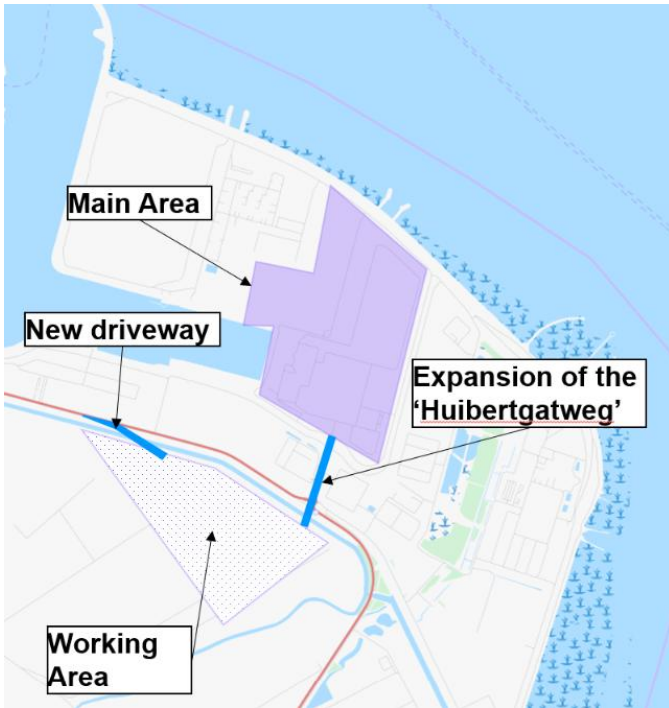 Main Area
New driveway
Expansion of the
‘Huibertgatweg’
Working
Area